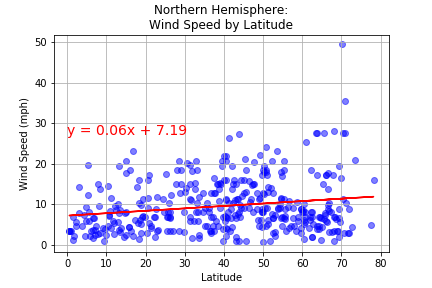 Northern Hemisphere:
Wind Speed by Latitude
50
40
30
20
10
0
Wind Speed (mph)
y = 0.06x + 7.19
0 10 20 30 40 50 60 70 80
Latitude